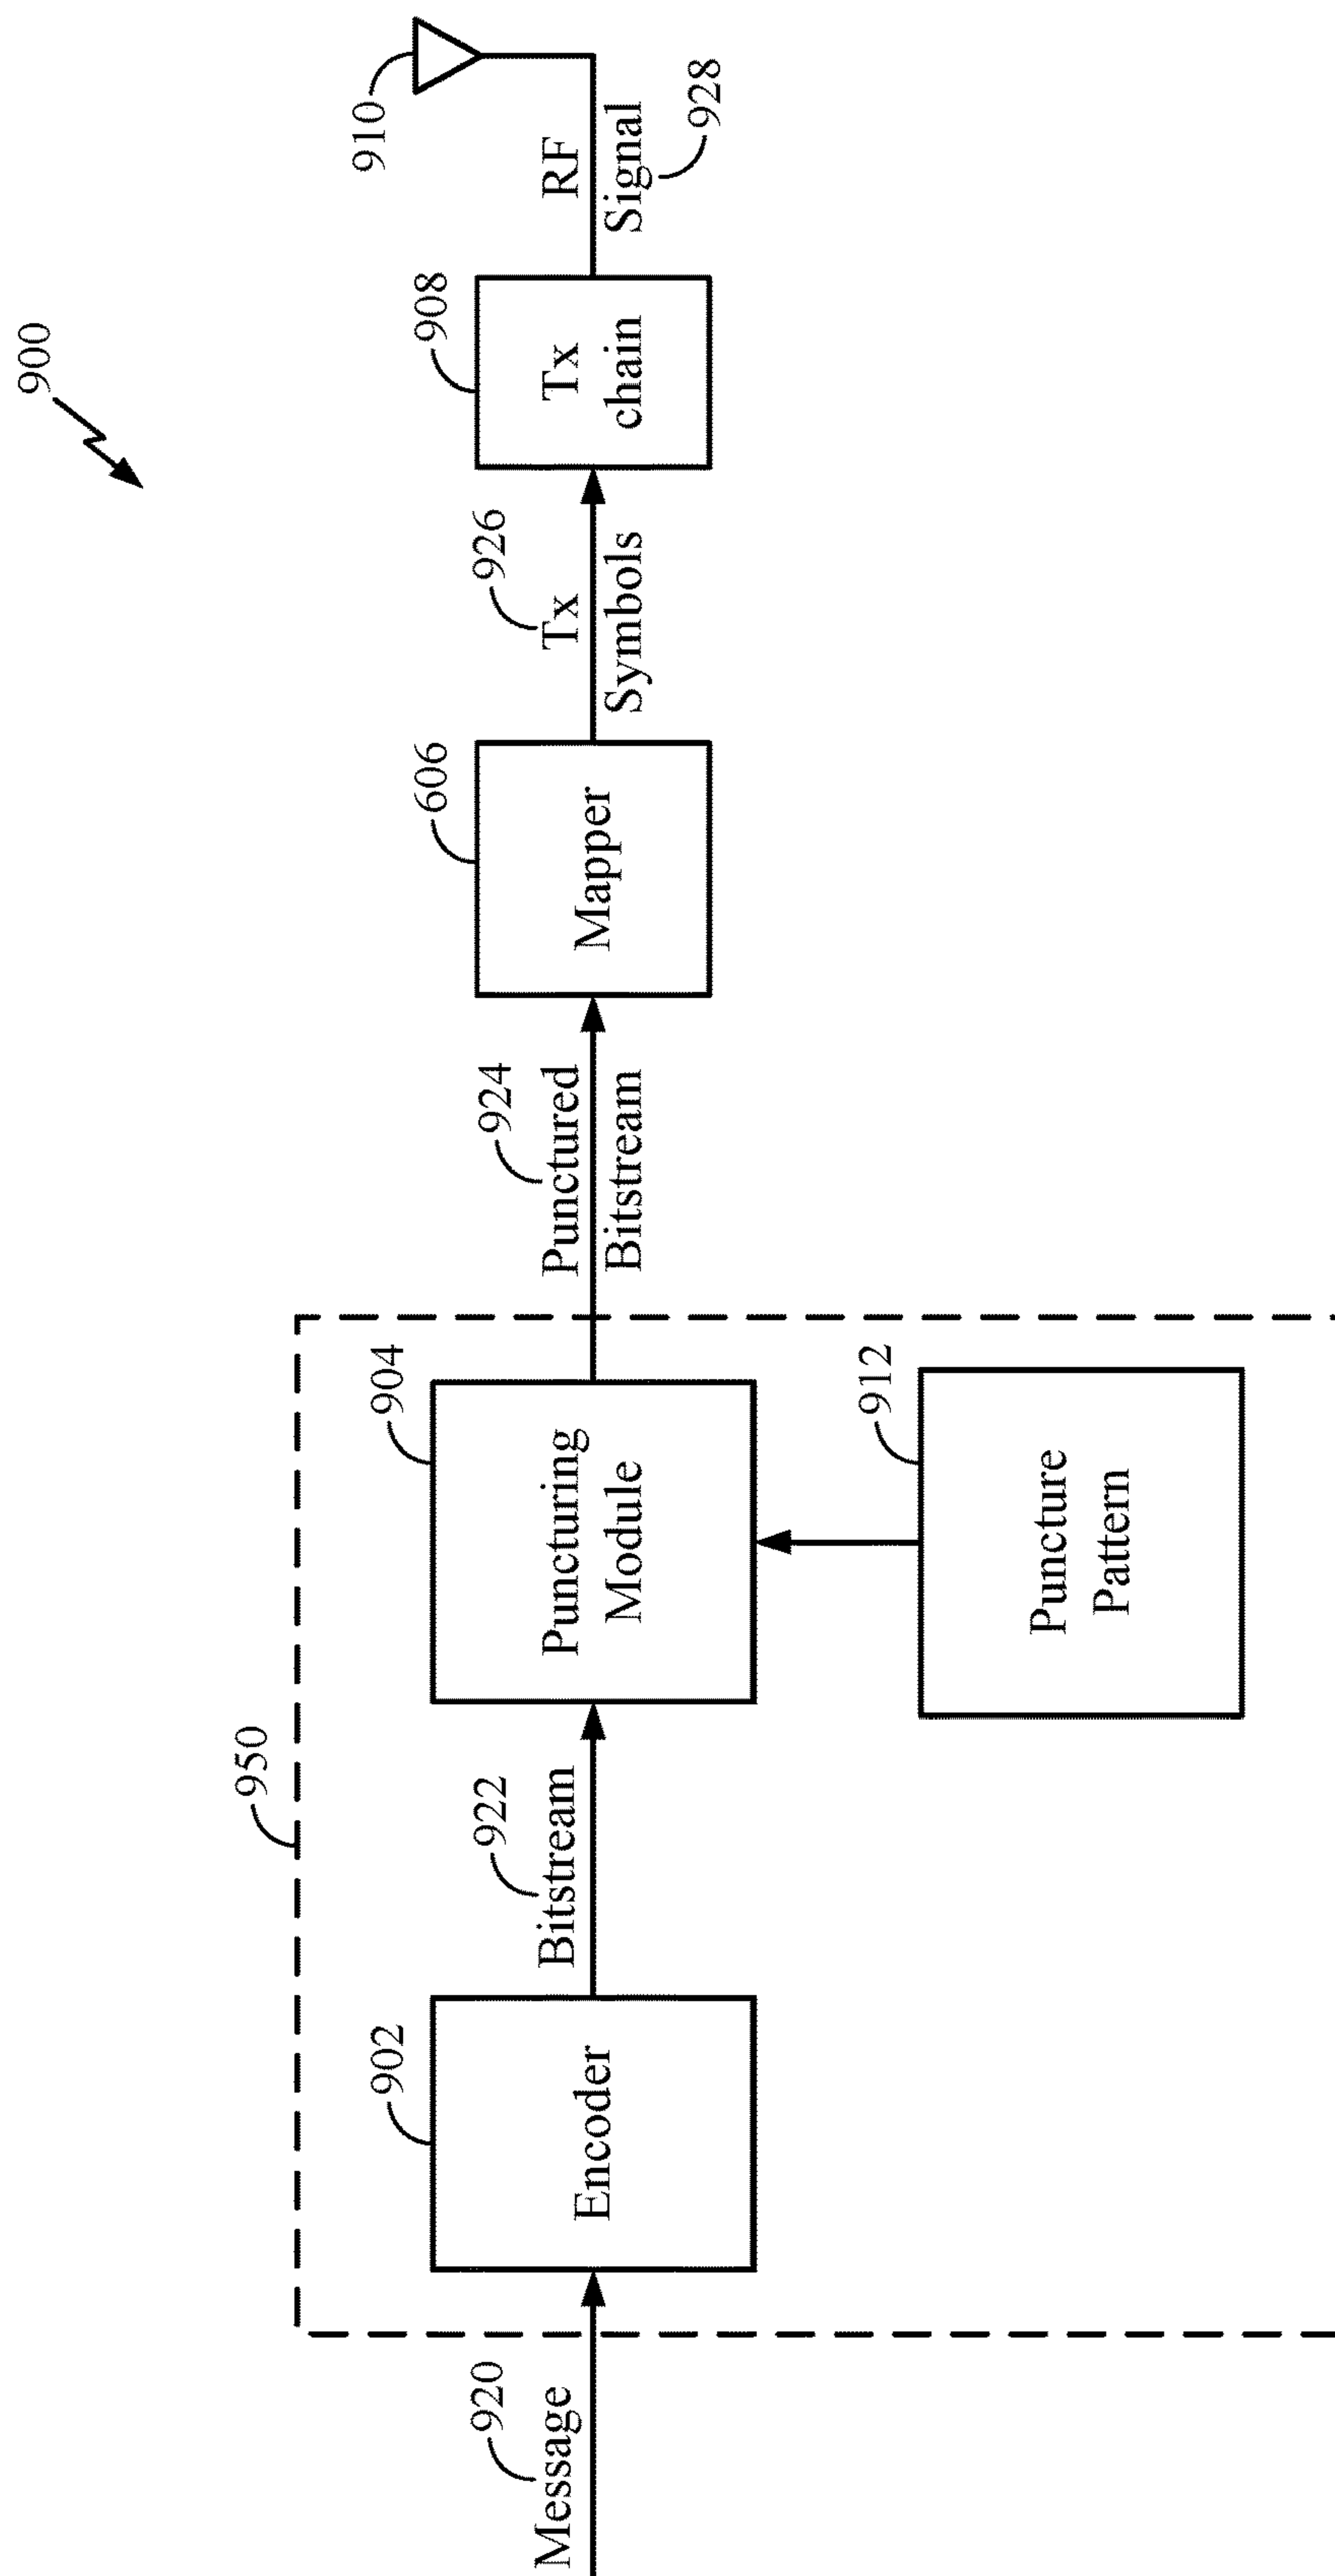 900
950
902
Encoder
904
Puncturing
Module
912
Puncture
Pattern
920
Message
922
Bitstream
924
Punctured
Bitstream
606
Mapper
926
Tx
Symbols
908
Tx
chain
RF
Signal
928
910